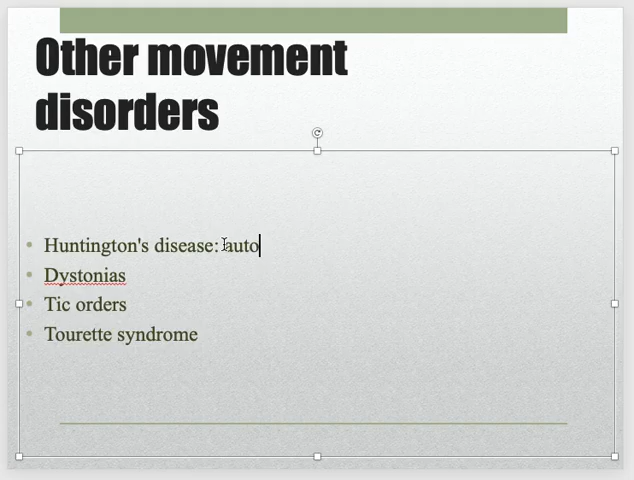 Other movement
disorders
• Huntington's disease: auto
• Dystonias
• Tic orders
• Tourette syndrome